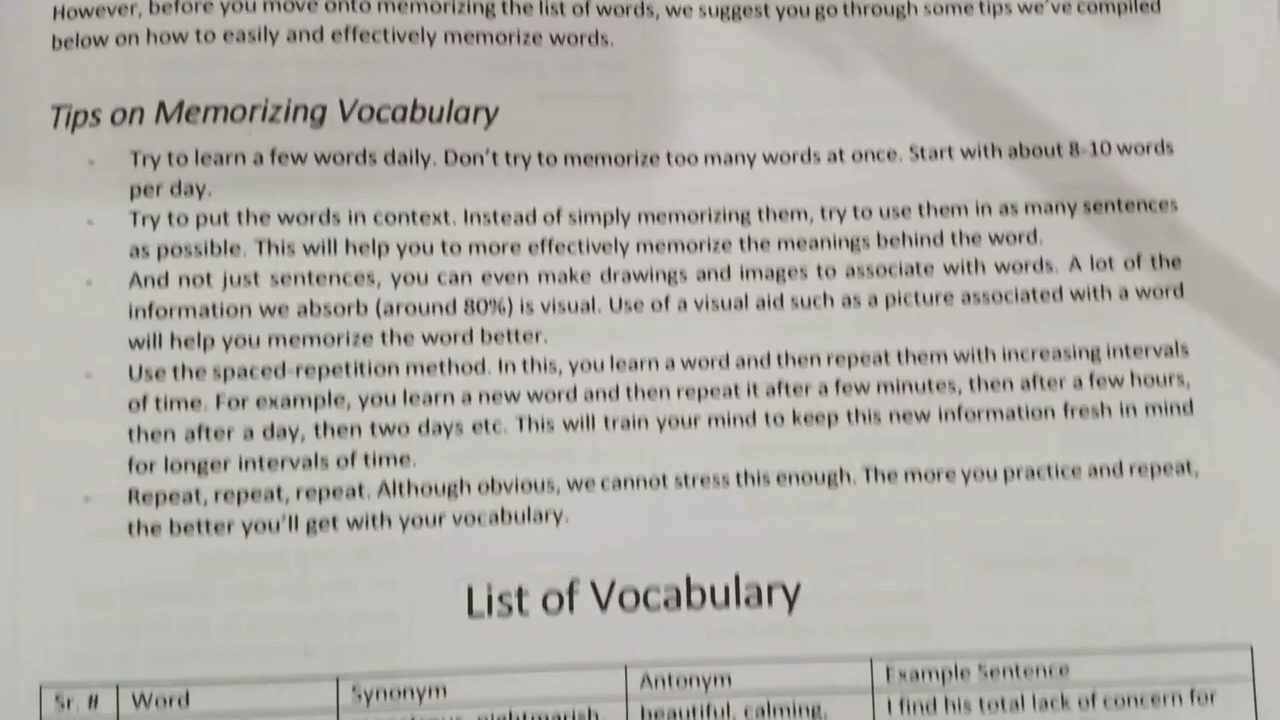 However, before you move onto memorizing the list of words, we suggest you go through some tips we've compiled
below on how to easily and effectively memorize words.
Tips on Memorizing Vocabulary
- Try to learn a few words daily. Don't try to memorize too many words at once. Start with about 8-10 words
per day.
- Try to put the words in context. Instead of simply memorizing them, try to use them in as many sentences
as possible. This will help you to more effectively memorize the meanings behind the word.
- And not just sentences, you can even make drawings and images to associate with words. A lot of the
information we absorb (around 80%) is visual. Use of a visual aid such as a picture associated with a word
will help you memorize the word better.
- Use the spaced-repetition method. In this, you learn a word and then repeat them with increasing intervals
of time. For example, you learn a new word and then repeat it after a few minutes, then after a few hours,
then after a day, then two days etc. This will train your mind to keep this new information fresh in mind
for longer intervals of time.
- Repeat, repeat, repeat. Although obvious, we cannot stress this enough. The more you practice and repeat,
the better you'll get with your vocabulary.
List of Vocabulary
Sr. # Word Synonym Antonym Example Sentence
nightmarish, beautiful, calming, I find his total lack of concern for